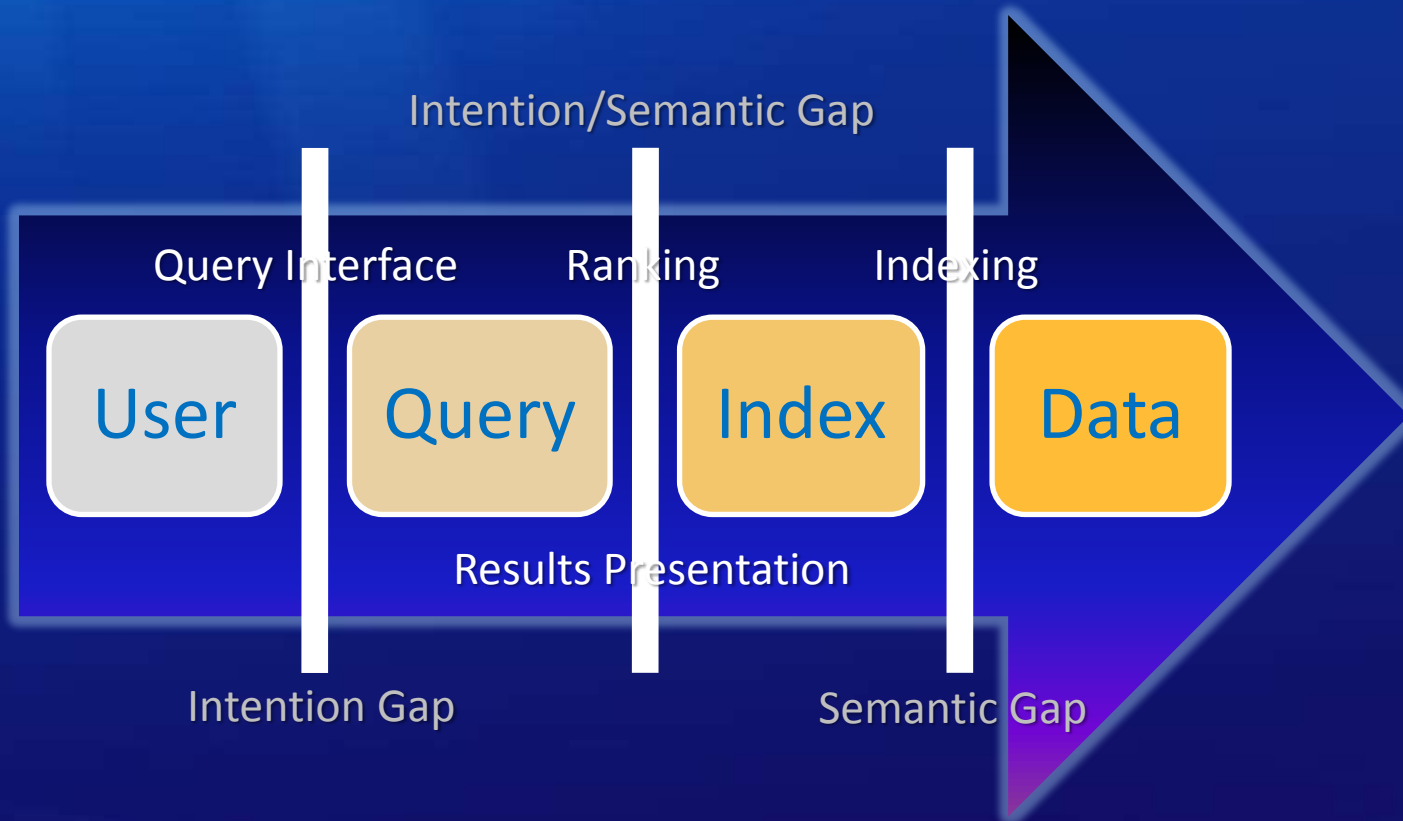 Intention/Semantic Gap
Query Interface
Ranking
Indexing
User
Query
Index
Data
Results Presentation
Intention Gap
Semantic Gap